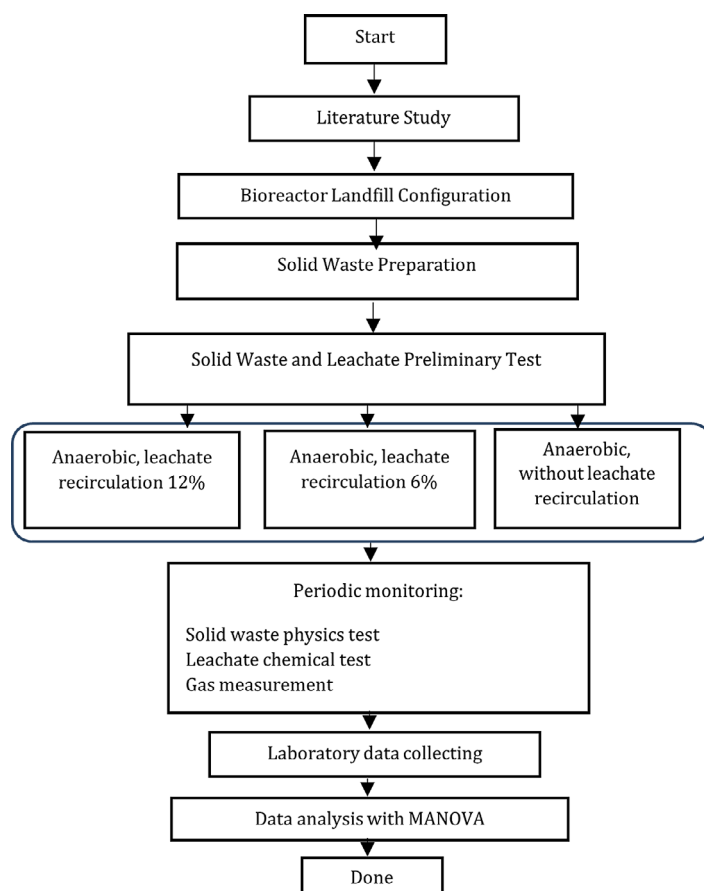 Start
Literature Study
Bioreactor Landfill Configuration
Solid Waste Preparation
Solid Waste and Leachate Preliminary Test
Anaerobic, leachate
recirculation 12%
Anaerobic, leachate
recirculation 6%
Anaerobic,
without leachate
recirculation
Periodic monitoring:
Solid waste physics test
Leachate chemical test
Gas measurement
Laboratory data collecting
Data analysis with MANOVA
Done